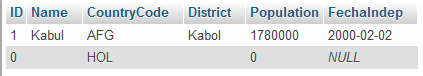 ID Name CountryCode District Population FechaIndep
1 Kabul AFG Kabol 1780000 2000-02-02
0 HOL 0 NULL